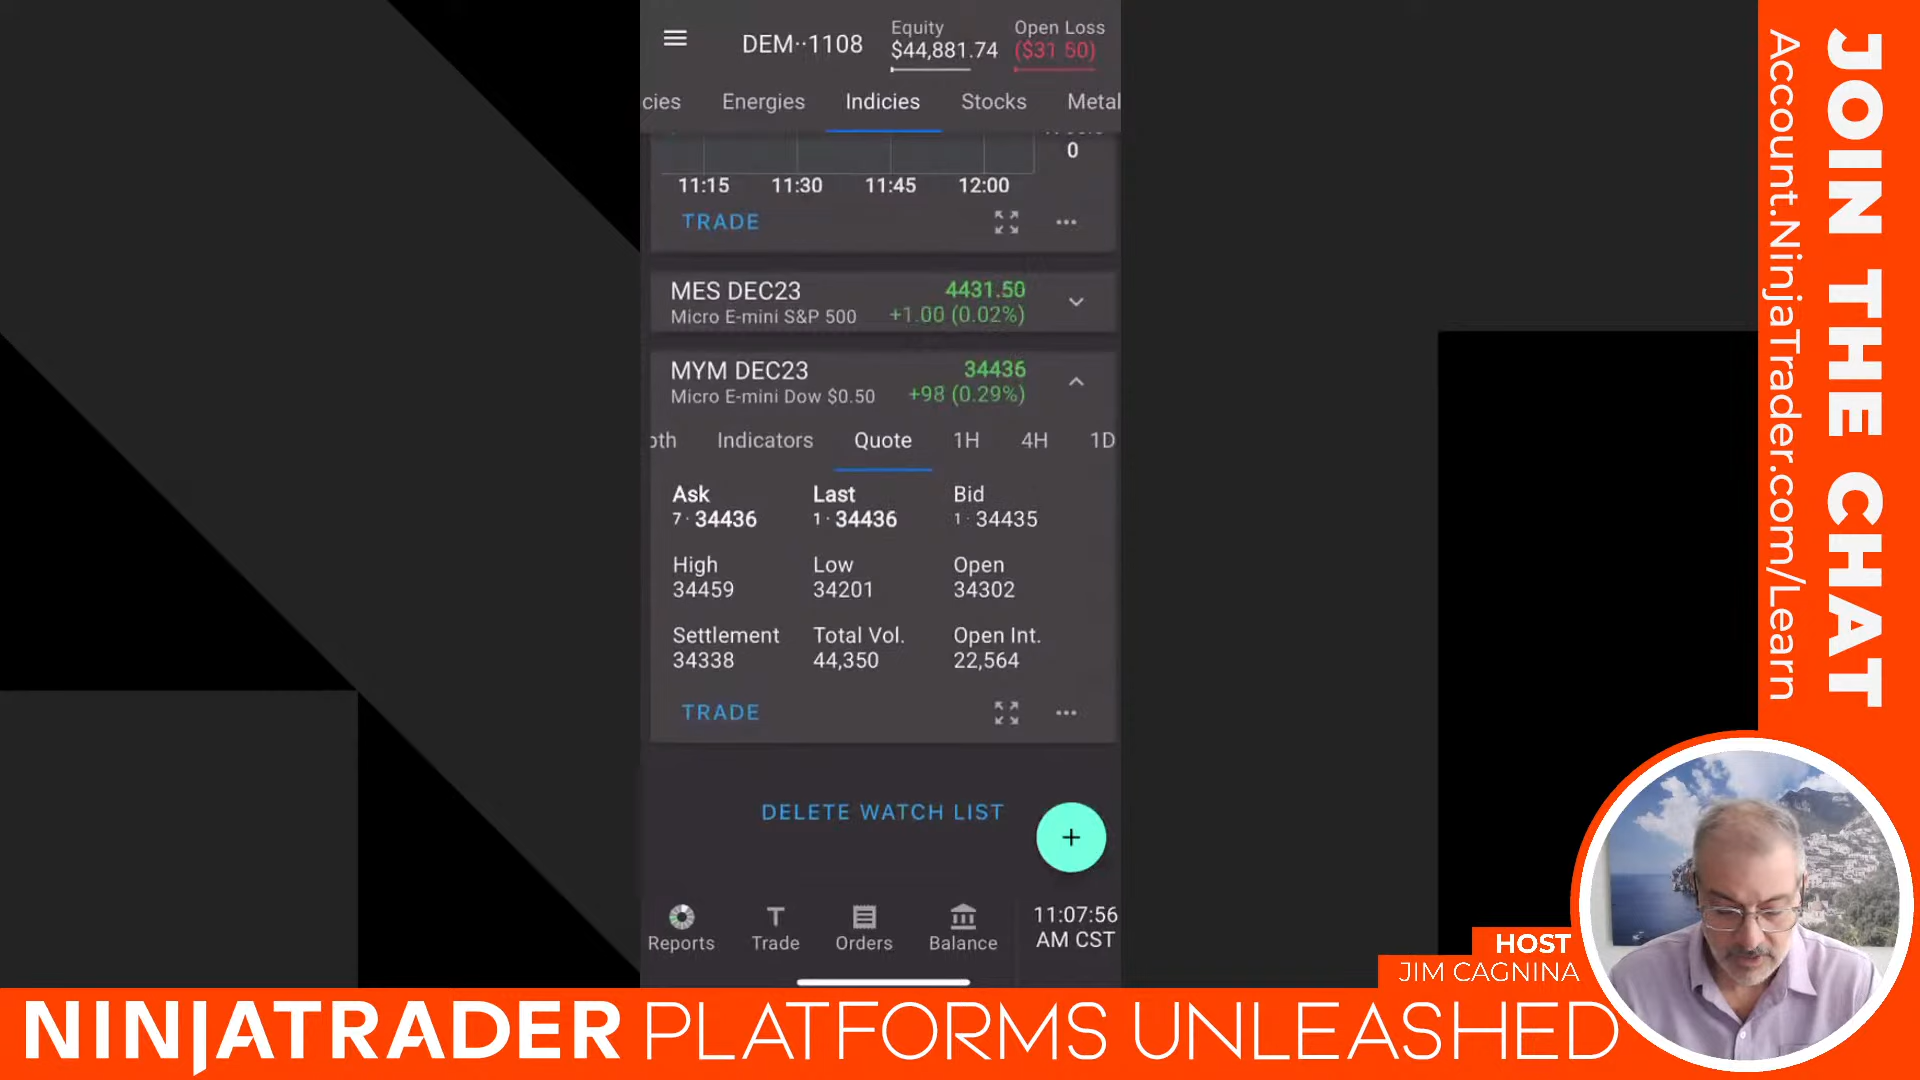 DEM··1108
Equity
$44,881.74
Open Loss
($31.50)
cies Energies Indicies Stocks Metal
0
11:15 11:30 11:45 12:00
TRADE
MES DEC23 4431.50
Micro E-mini S&P 500 +1.00 (0.02%)
MYM DEC23 34436
Micro E-mini Dow $0.50 +98 (0.29%)
oth Indicators Quote 1H 4H 1D
Ask Last Bid
7 · 34436 1 · 34436 1 · 34435
High Low Open
34459 34201 34302
Settlement Total Vol. Open Int.
34338 44,350 22,564
TRADE
DELETE WATCH LIST
+
Reports Trade Orders Balance
11:07:56
AM CST
JOIN THE CHAT
Account.NinjaTrader.com/Learn
HOST
JIM CAGNINA
NINJATRADER PLATFORMS UNLEASHED